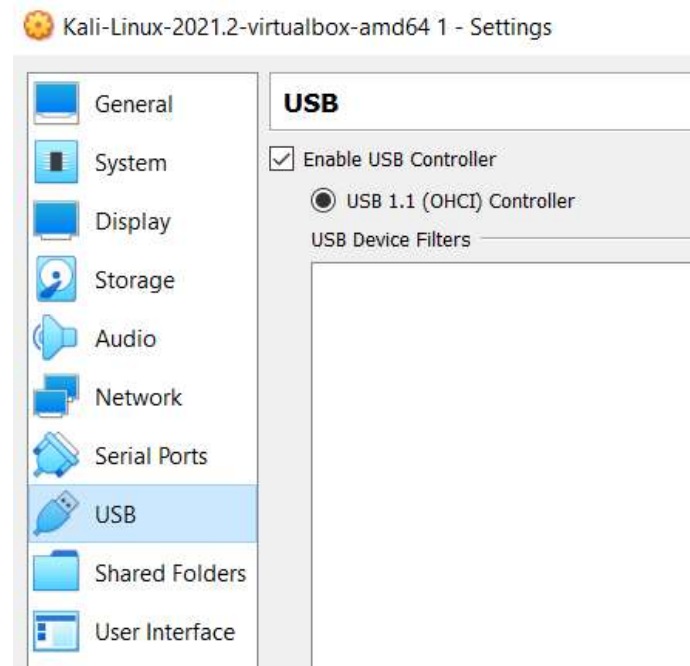 Kali-Linux-2021.2-virtualbox-amd64 1 - Settings
General
System
Display
Storage
Audio
Network
Serial Ports
USB
Shared Folders
User Interface
USB
Enable USB Controller
USB 1.1 (OHCI) Controller
USB Device Filters